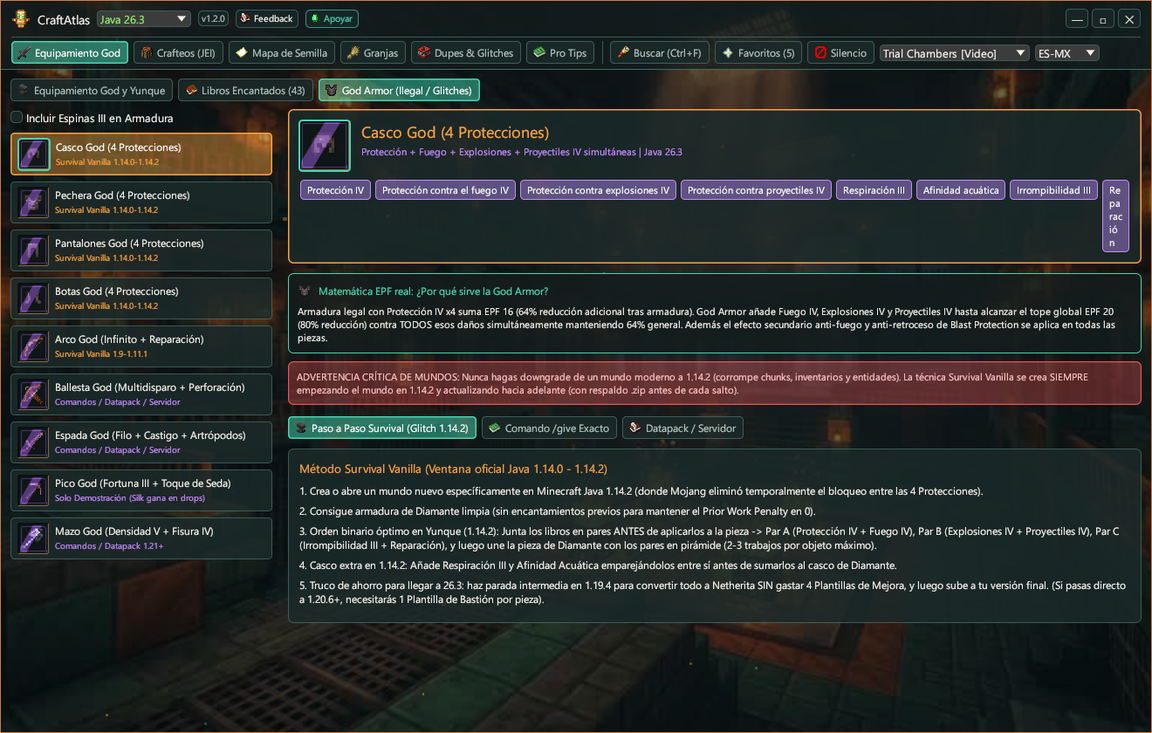 CraftAtlas Java 26.3 v1.2.0 Feedback Apoyar
Equipamiento God Crafteos (JEI) Mapa de Semilla Granjas Dupes & Glitches Pro Tips Buscar (Ctrl+F) Favoritos (5) Silencio Trial Chambers [Video] ES-MX
Equipamiento God y Yunque Libros Encantados (43) God Armor (Ilegal / Glitches)
Incluir Espinas III en Armadura
Casco God (4 Protecciones)
Survival Vanilla 1.14.0-1.14.2
Pechera God (4 Protecciones)
Survival Vanilla 1.14.0-1.14.2
Pantalones God (4 Protecciones)
Survival Vanilla 1.14.0-1.14.2
Botas God (4 Protecciones)
Survival Vanilla 1.14.0-1.14.2
Arco God (Infinito + Reparación)
Survival Vanilla 1.9-1.11.1
Ballesta God (Multidisparo + Perforación)
Comandos / Datapack / Servidor
Espada God (Filo + Castigo + Artrópodos)
Comandos / Datapack / Servidor
Pico God (Fortuna III + Toque de Seda)
Solo Demostración (Silk gana en drops)
Mazo God (Densidad V + Fisura IV)
Comandos / Datapack 1.21+
Casco God (4 Protecciones)
Protección + Fuego + Explosiones + Proyectiles IV simultáneas | Java 26.3
Protección IV Protección contra el fuego IV Protección contra explosiones IV Protección contra proyectiles IV Respiración III Afinidad acuática Irrompibilidad III Re
pa
rac
ió
n
Matemática EPF real: ¿Por qué sirve la God Armor?
Armadura legal con Protección IV x4 suma EPF 16 (64% reducción adicional tras armadura). God Armor añade Fuego IV, Explosiones IV y Proyectiles IV hasta alcanzar el tope global EPF 20
(80% reducción) contra TODOS esos daños simultáneamente manteniendo 64% general. Además el efecto secundario anti-fuego y anti-retroceso de Blast Protection se aplica en todas las
piezas.
ADVERTENCIA CRÍTICA DE MUNDOS: Nunca hagas downgrade de un mundo moderno a 1.14.2 (corrompe chunks, inventarios y entidades). La técnica Survival Vanilla se crea SIEMPRE
empezando el mundo en 1.14.2 y actualizando hacia adelante (con respaldo .zip antes de cada salto).
Paso a Paso Survival (Glitch 1.14.2) Comando /give Exacto Datapack / Servidor
Método Survival Vanilla (Ventana oficial Java 1.14.0 - 1.14.2)
1. Crea o abre un mundo nuevo específicamente en Minecraft Java 1.14.2 (donde Mojang eliminó temporalmente el bloqueo entre las 4 Protecciones).
2. Consigue armadura de Diamante limpia (sin encantamientos previos para mantener el Prior Work Penalty en 0).
3. Orden binario óptimo en Yunque (1.14.2): Junta los libros en pares ANTES de aplicarlos a la pieza -> Par A (Protección IV + Fuego IV), Par B (Explosiones IV + Proyectiles IV), Par C
(Irrompibilidad III + Reparación), y luego une la pieza de Diamante con los pares en pirámide (2-3 trabajos por objeto máximo).
4. Casco extra en 1.14.2: Añade Respiración III y Afinidad Acuática emparejándolos entre sí antes de sumarlos al casco de Diamante.
5. Truco de ahorro para llegar a 26.3: haz parada intermedia en 1.19.4 para convertir todo a Netherita SIN gastar 4 Plantillas de Mejora, y luego sube a tu versión final. (Si pasas directo
a 1.20.6+, necesitarás 1 Plantilla de Bastión por pieza).